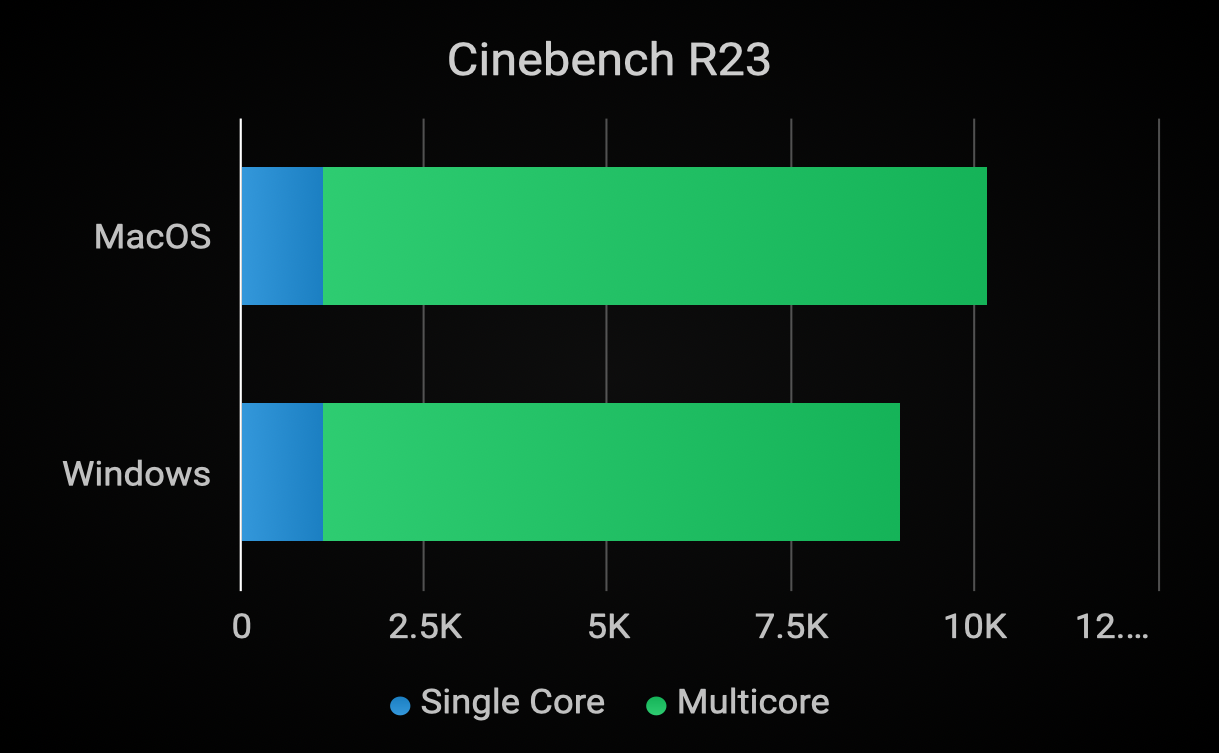 Cinebench R23
MacOS
Windows
0 2.5K 5K 7.5K 10K 12....
Single Core Multicore